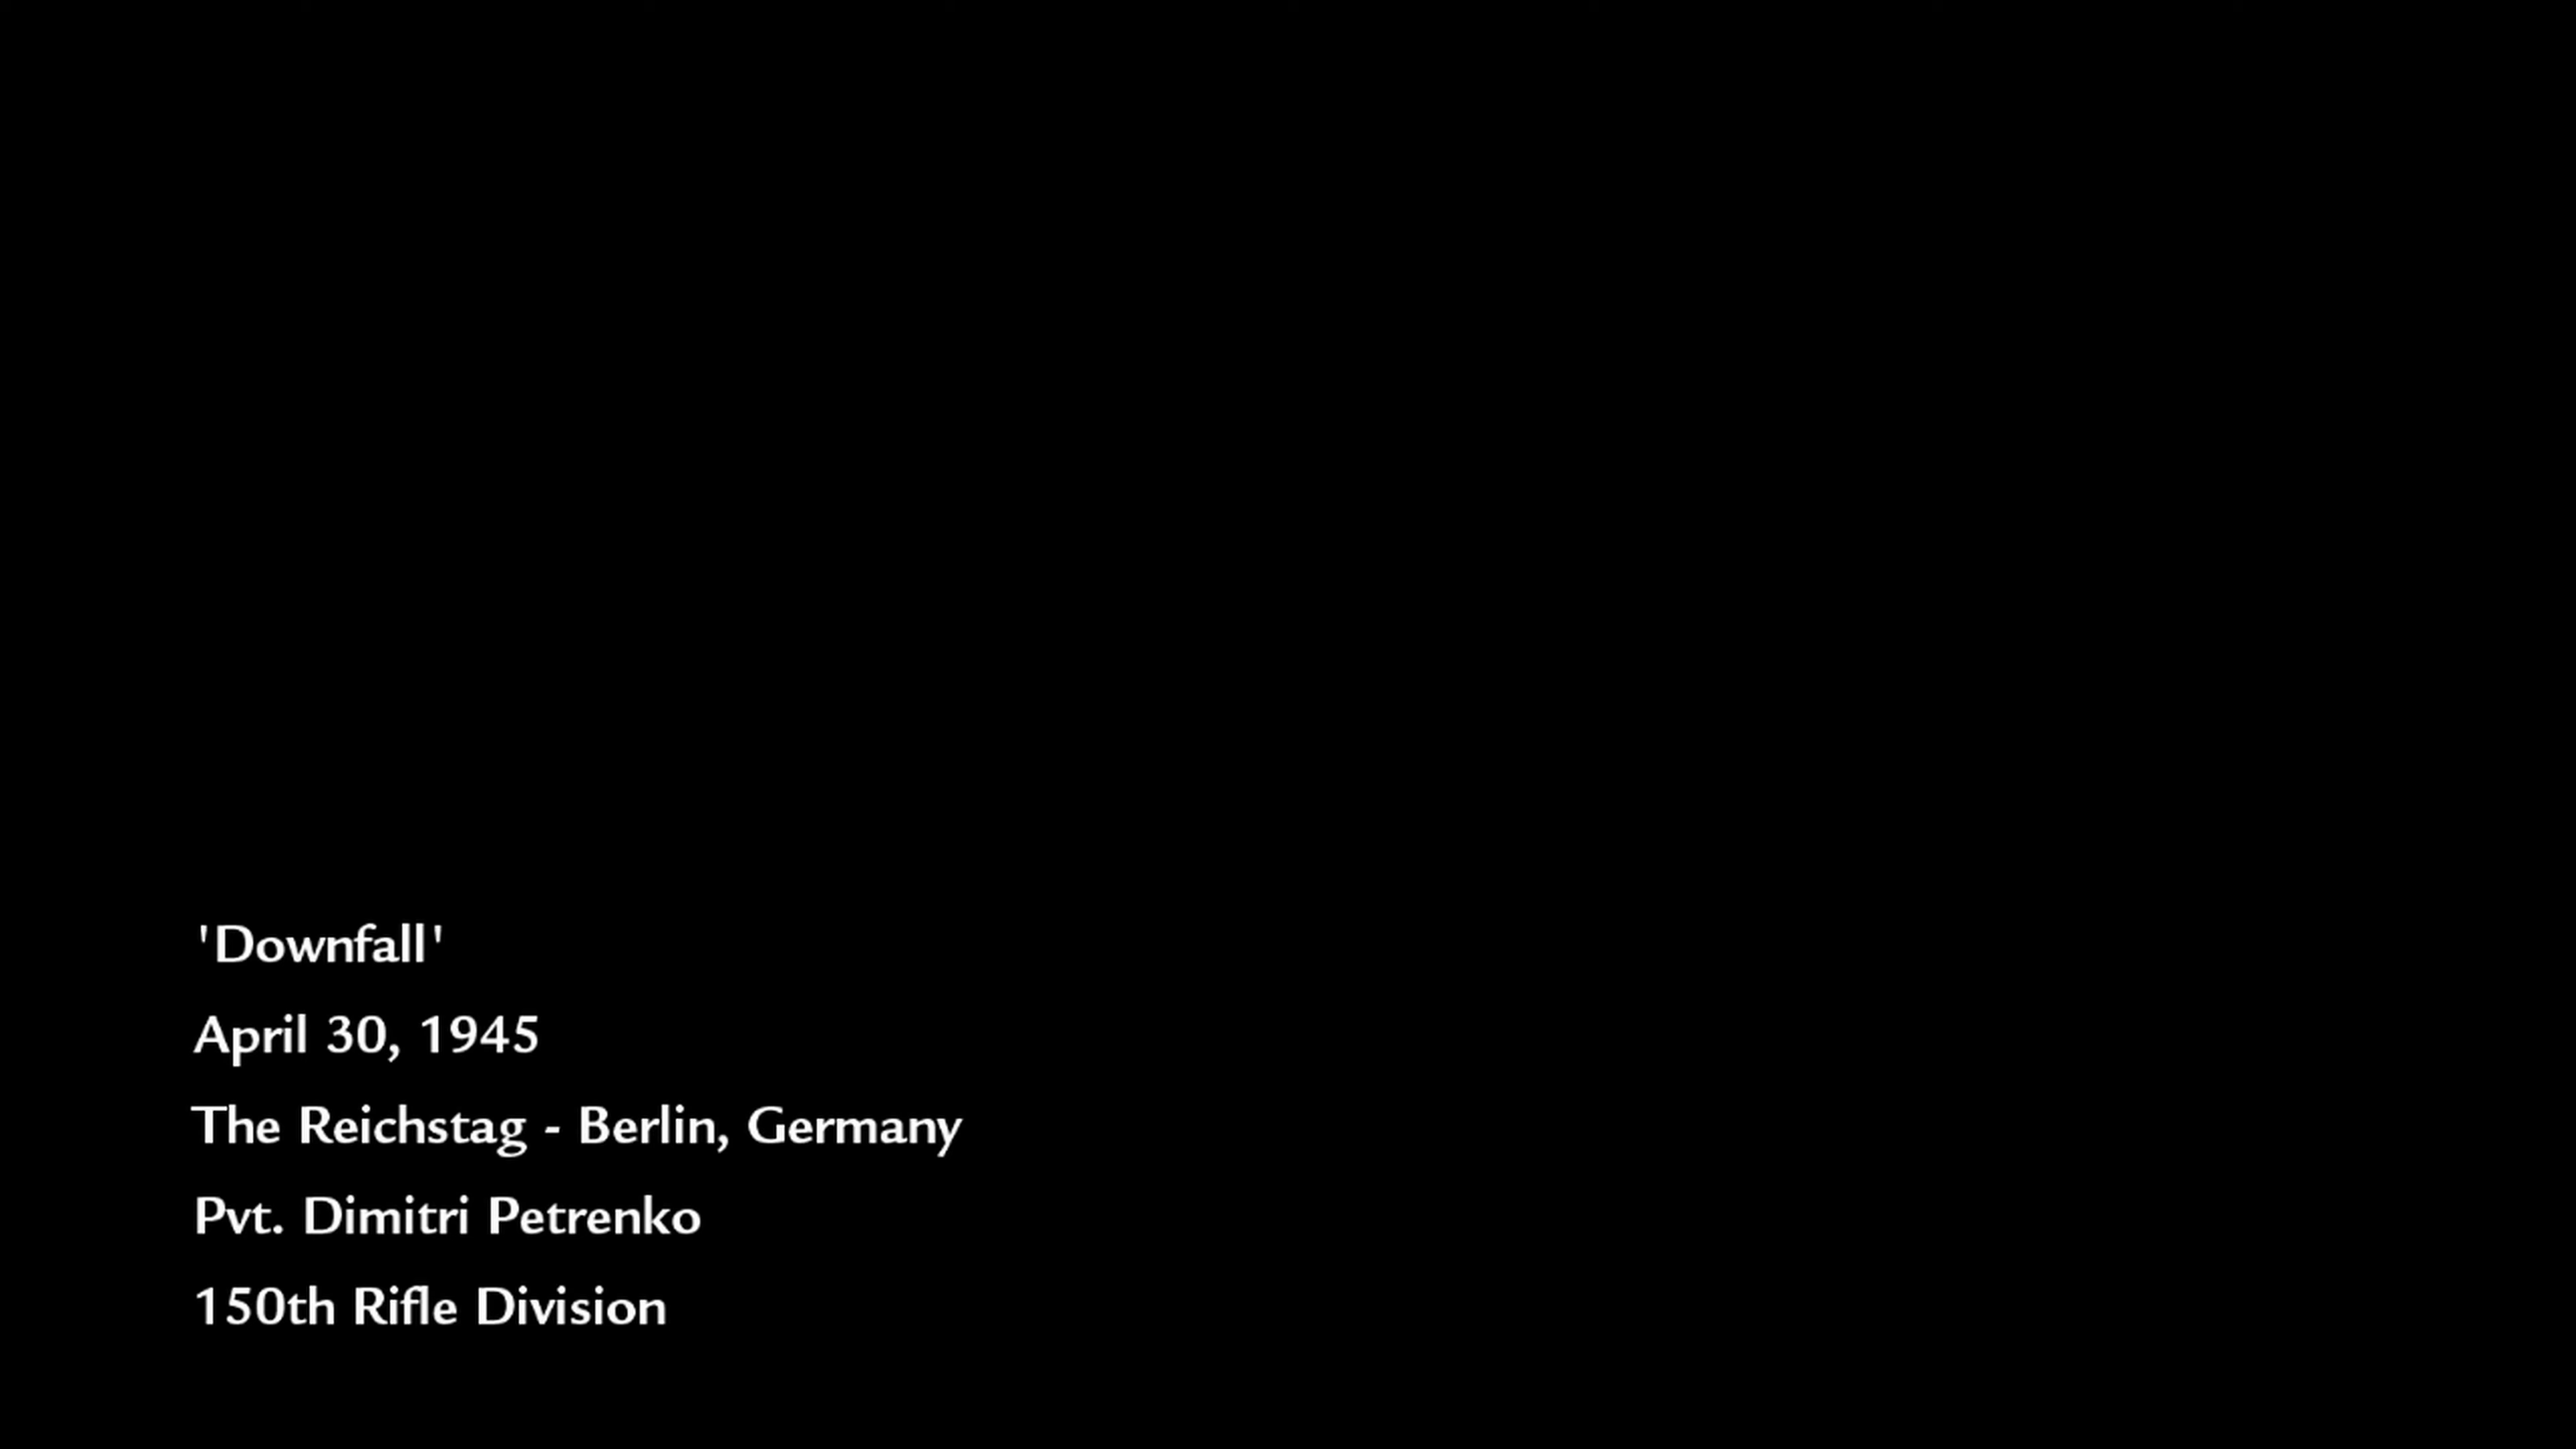 'Downfall'
April 30, 1945
The Reichstag - Berlin, Germany
Pvt. Dimitri Petrenko
150th Rifle Division